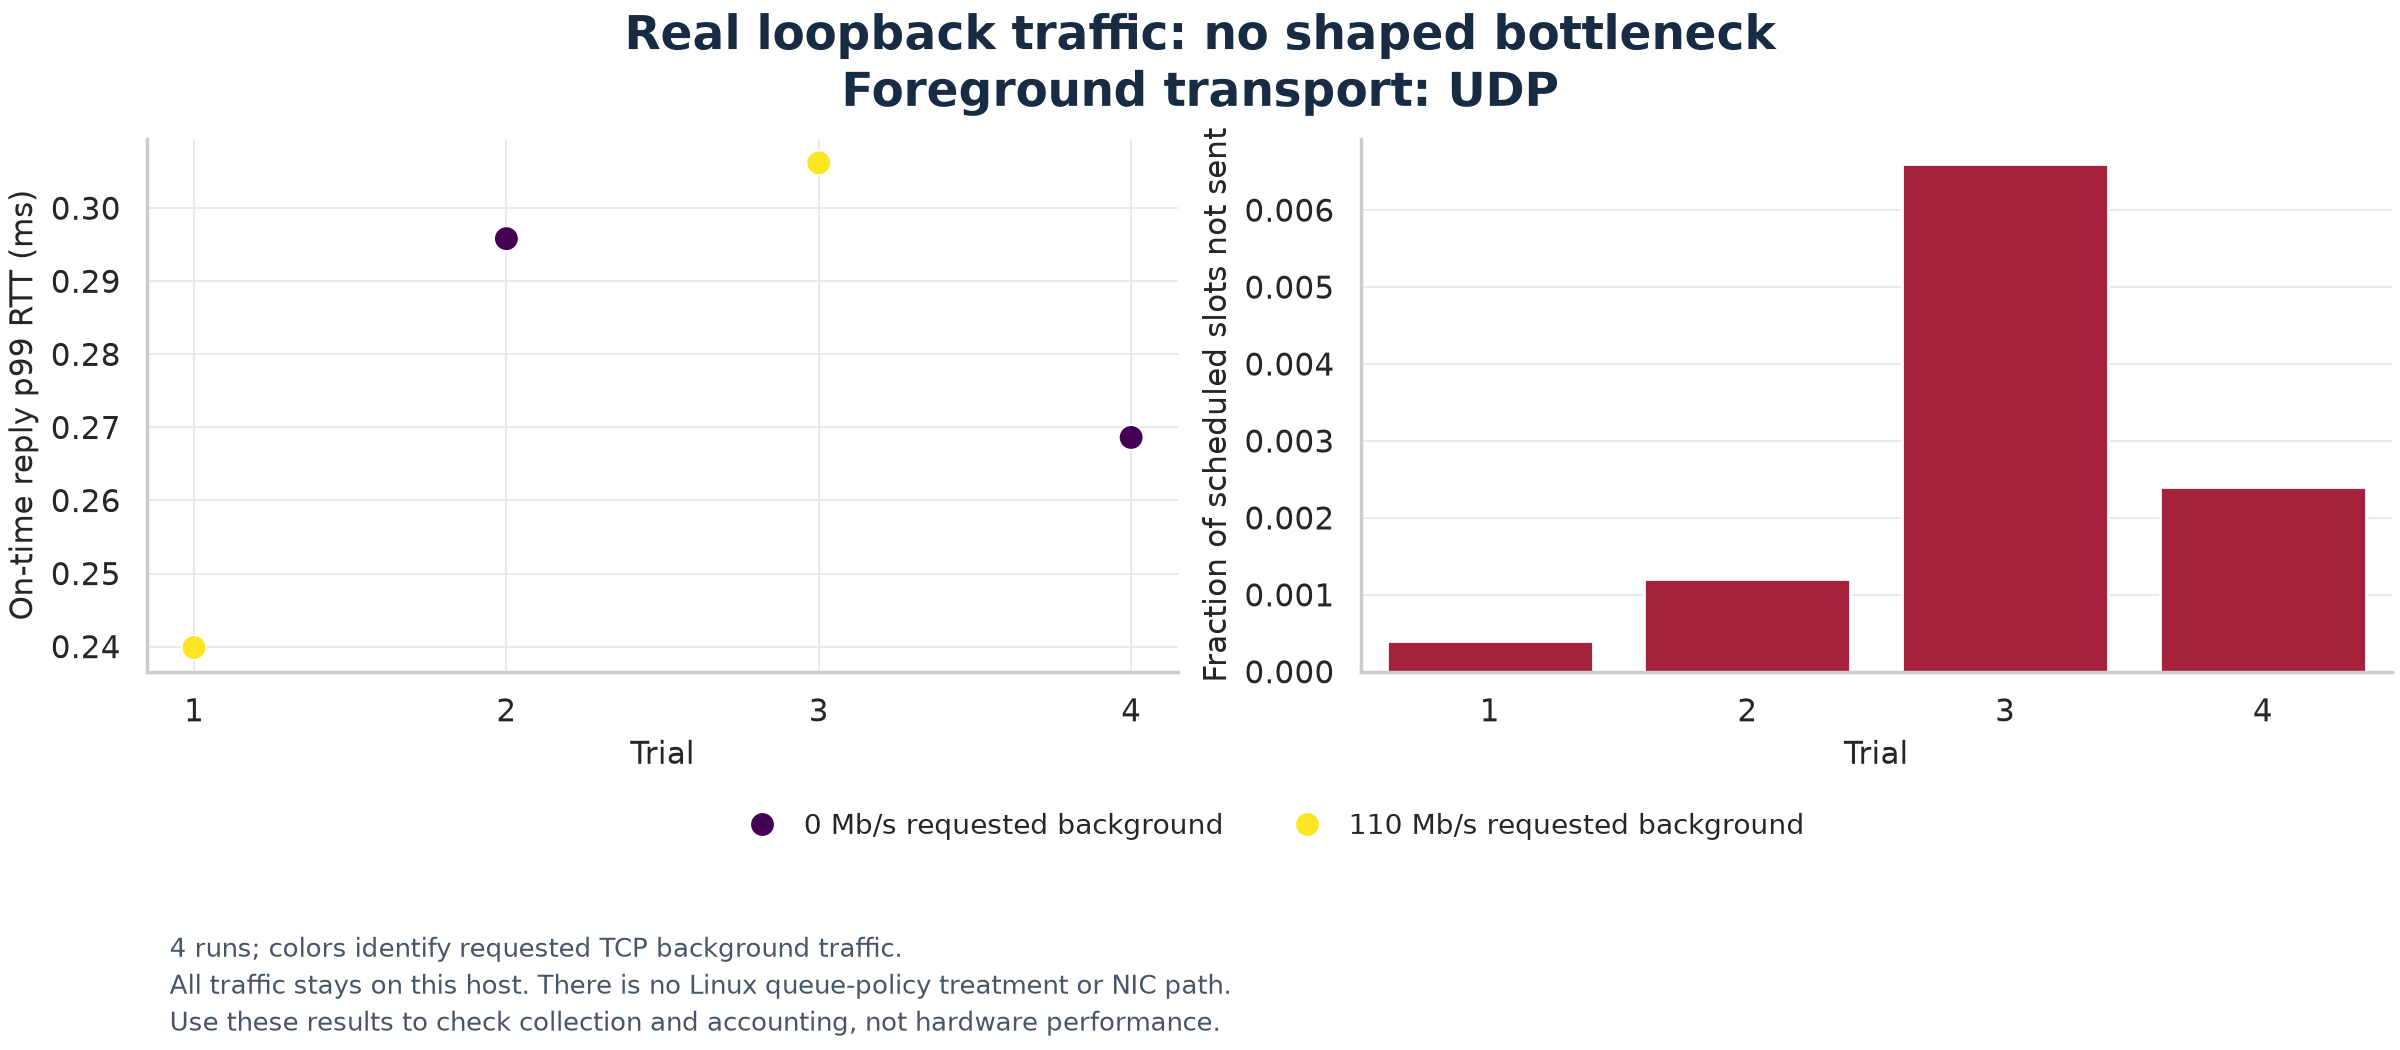 Real loopback traffic: no shaped bottleneck
Foreground transport: UDP
On-time reply p99 RTT (ms)
0.30
0.29
0.28
0.27
0.26
0.25
0.24
1
2
3
4
Trial
Fraction of scheduled slots not sent
0.006
0.005
0.004
0.003
0.002
0.001
0.000
1
2
3
4
Trial
0 Mb/s requested background
110 Mb/s requested background
4 runs; colors identify requested TCP background traffic.
All traffic stays on this host. There is no Linux queue-policy treatment or NIC path.
Use these results to check collection and accounting, not hardware performance.